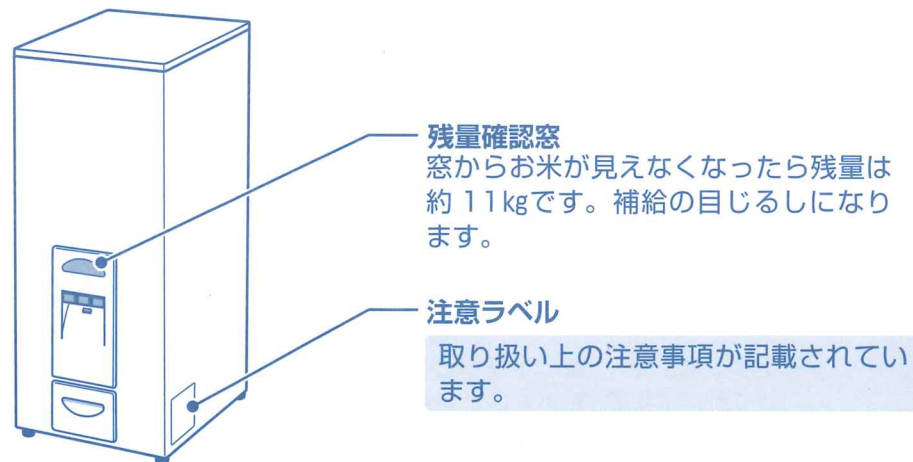 残量確認窓
窓からお米が見えなくなったら残量は
約 11㎏です。補給の目じるしになり
ます。
注意ラベル
取り扱い上の注意事項が記載されてい
ます。